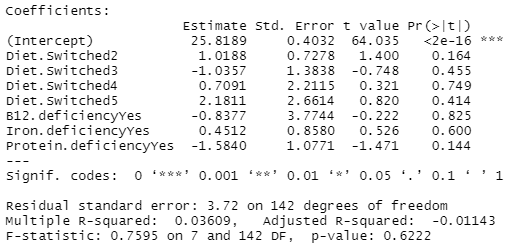 Coefficients:
Estimate Std. Error t value Pr(>|t|)
(Intercept) 25.8189 0.4032 64.035 <2e-16 ***
Diet.Switched2 1.0188 0.7278 1.400 0.164
Diet.Switched3 -1.0357 1.3838 -0.748 0.455
Diet.Switched4 0.7091 2.2115 0.321 0.749
Diet.Switched5 2.1811 2.6614 0.820 0.414
B12.deficiencyYes -0.8377 3.7744 -0.222 0.825
Iron.deficiencyYes 0.4512 0.8580 0.526 0.600
Protein.deficiencyYes -1.5840 1.0771 -1.471 0.144
---
Signif. codes: 0 ‘***’ 0.001 ‘**’ 0.01 ‘*’ 0.05 ‘.’ 0.1 ‘ ’ 1
Residual standard error: 3.72 on 142 degrees of freedom
Multiple R-squared: 0.03609, Adjusted R-squared: -0.01143
F-statistic: 0.7595 on 7 and 142 DF, p-value: 0.6222